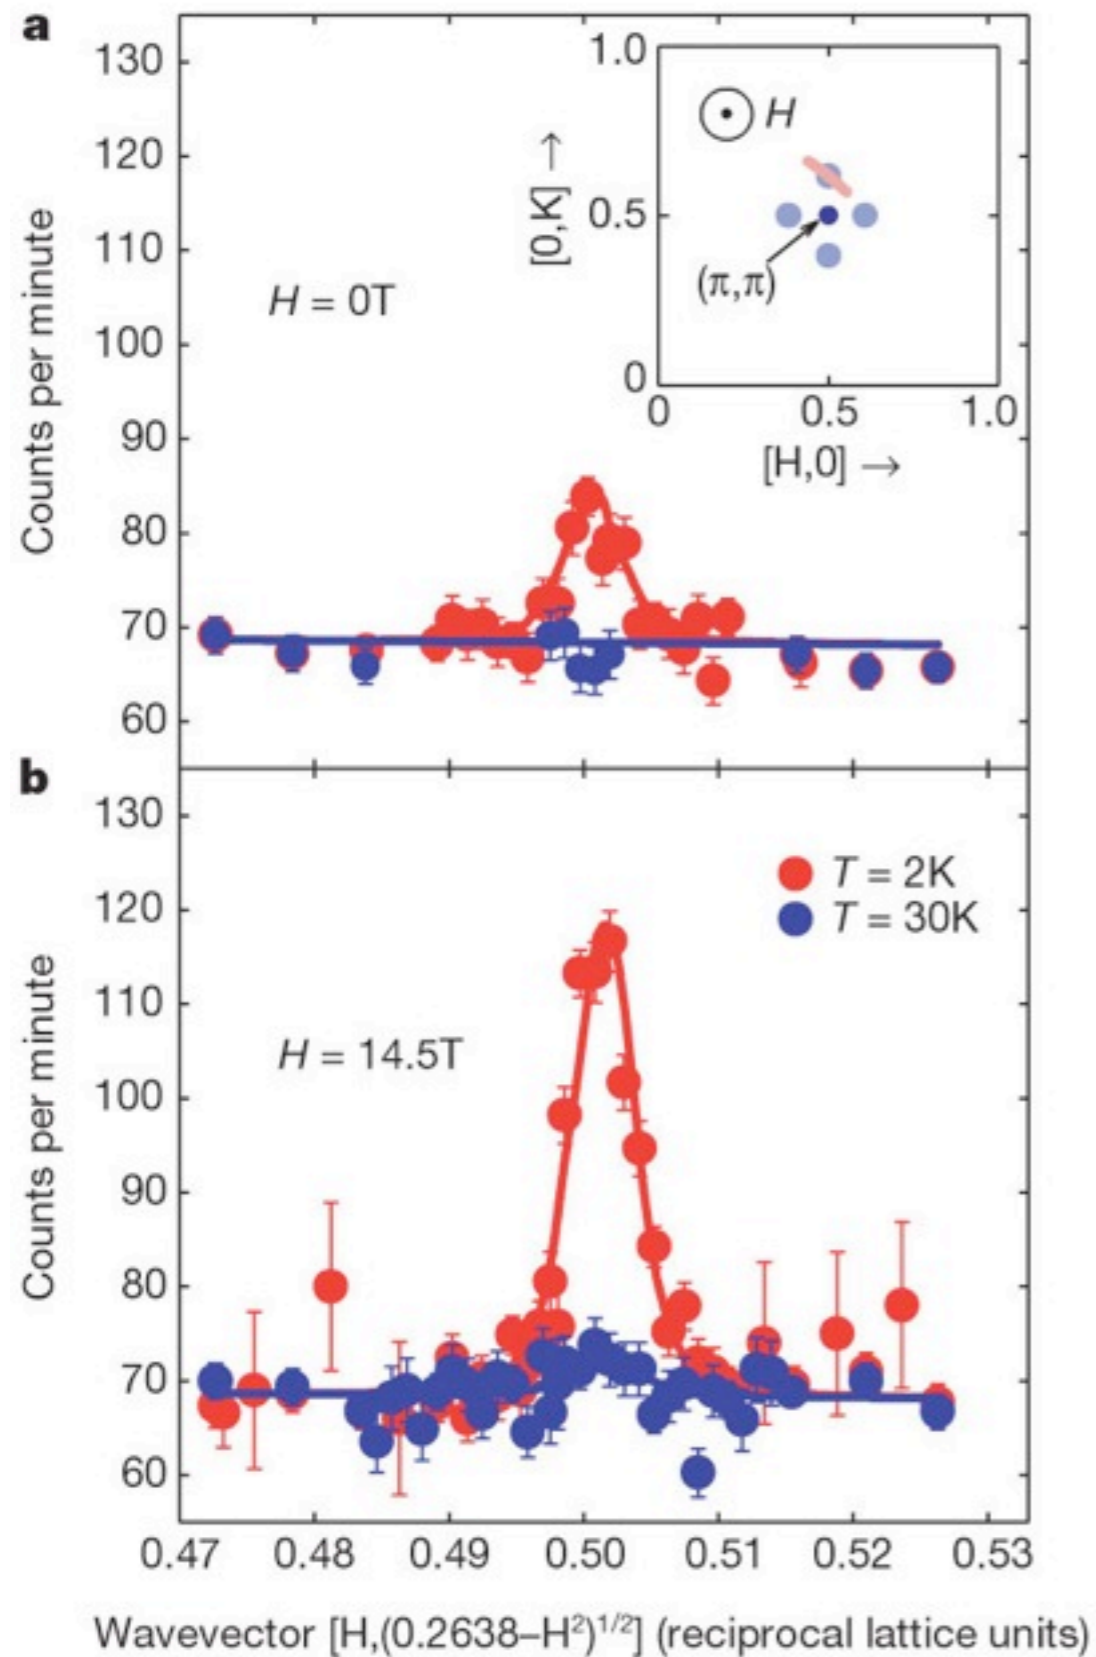 a
130
120
110
100
90
80
70
60
Counts per minute
H = 0T
1.0
0.5
0
[0,K] →
H
(π,π)
0 0.5 1.0
[H,0] →
b
130
120
110
100
90
80
70
60
Counts per minute
T = 2K
T = 30K
H = 14.5T
0.47 0.48 0.49 0.50 0.51 0.52 0.53
Wavevector [H,(0.2638–H²)¹/²] (reciprocal lattice units)